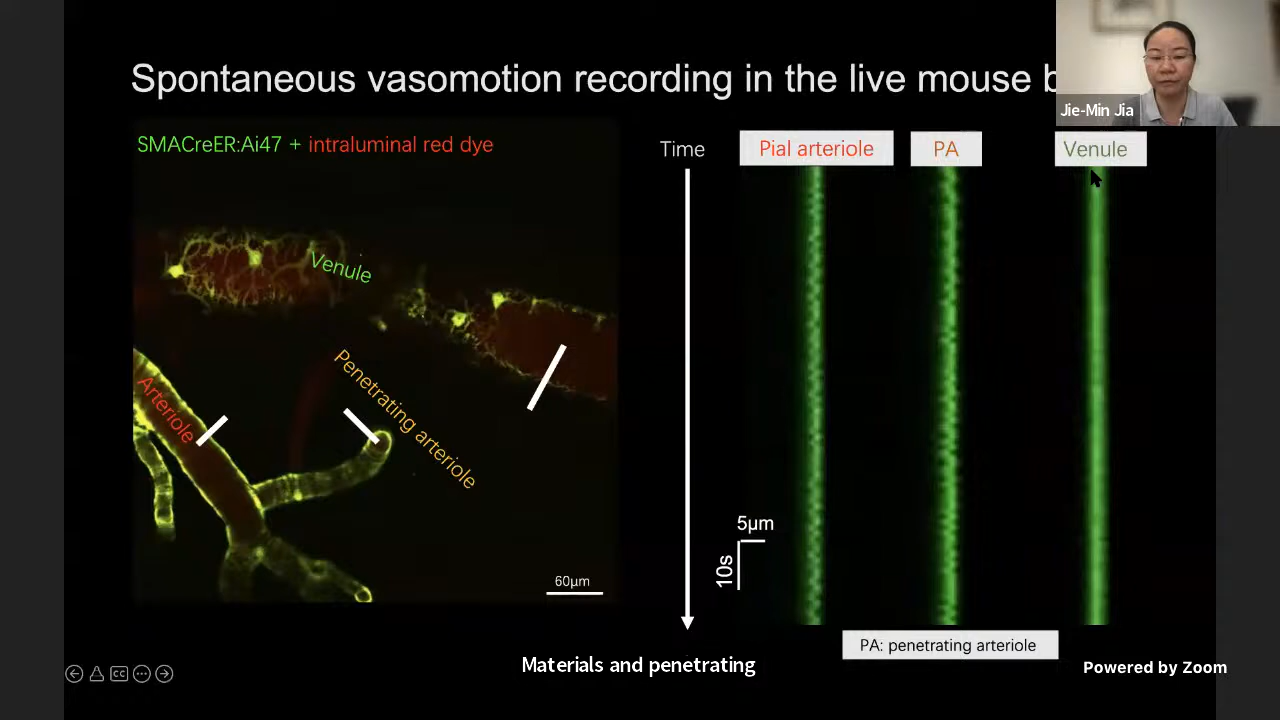 Spontaneous vasomotion recording in the live mouse b
Jie-Min Jia
SMACreER:Ai47 + intraluminal red dye
Time
Pial arteriole
PA
Venule
Venule
Penetrating arteriole
Arteriole
5µm
10s
60µm
PA: penetrating arteriole
Materials and penetrating
Powered by Zoom
CC